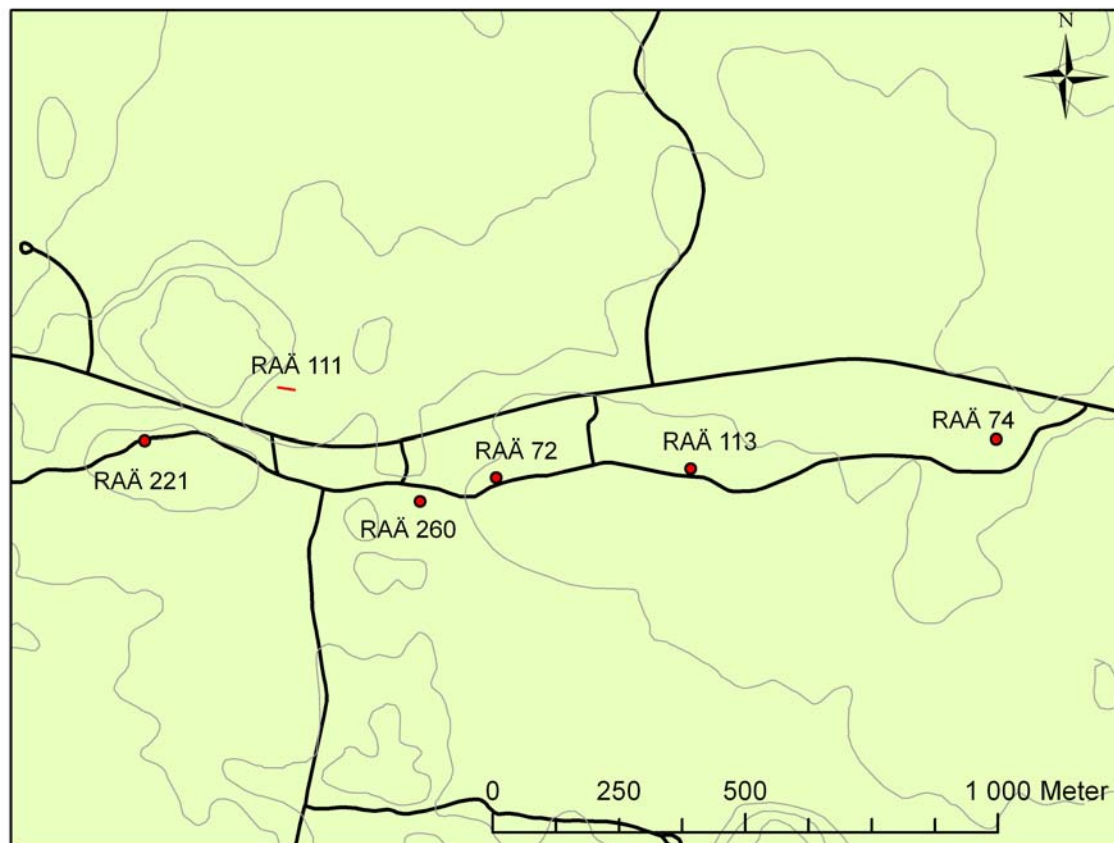 N
RAÄ 111
RAÄ 74
RAÄ 72
RAÄ 113
RAÄ 221
RAÄ 260
0 250 500 1 000 Meter